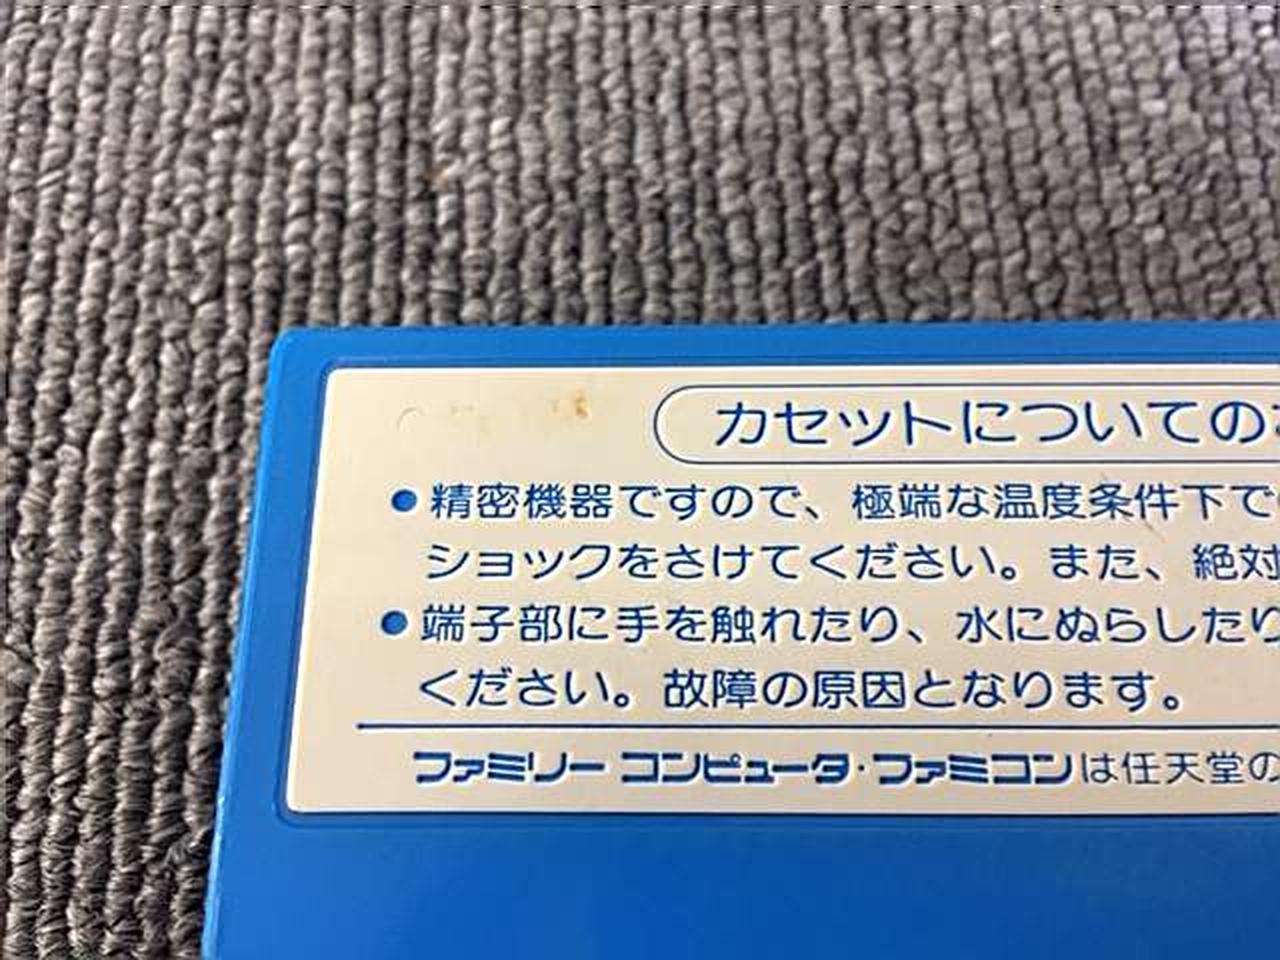 カセットについての
●精密機器ですので、極端な温度条件下で
ショックをさけてください。また、絶対
●端子部に手を触れたり、水にぬらしたり
ください。故障の原因となります。
ファミリー コンピュータ・ファミコンは任天堂の